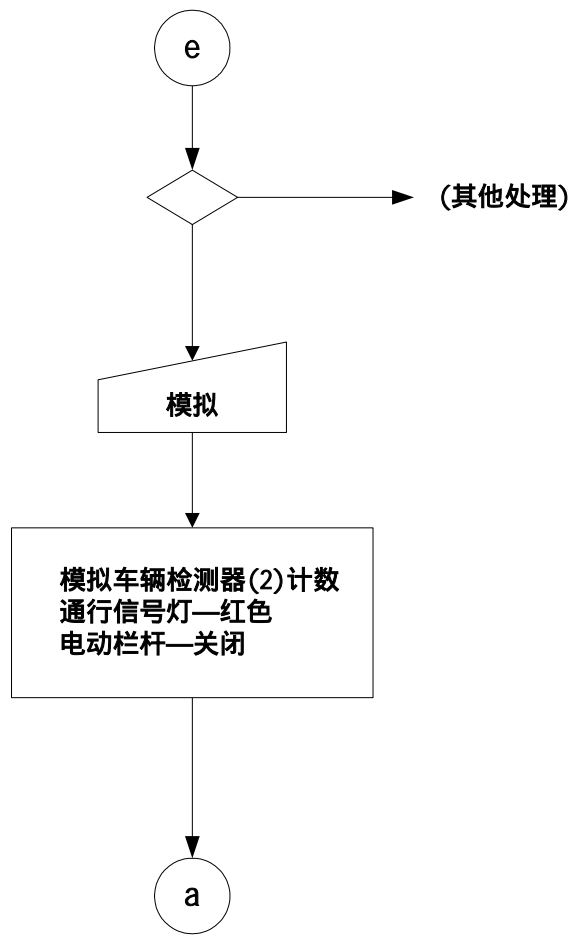 e
(其他处理)
模拟
模拟车辆检测器(2)计数
通行信号灯—红色
电动栏杆—关闭
a